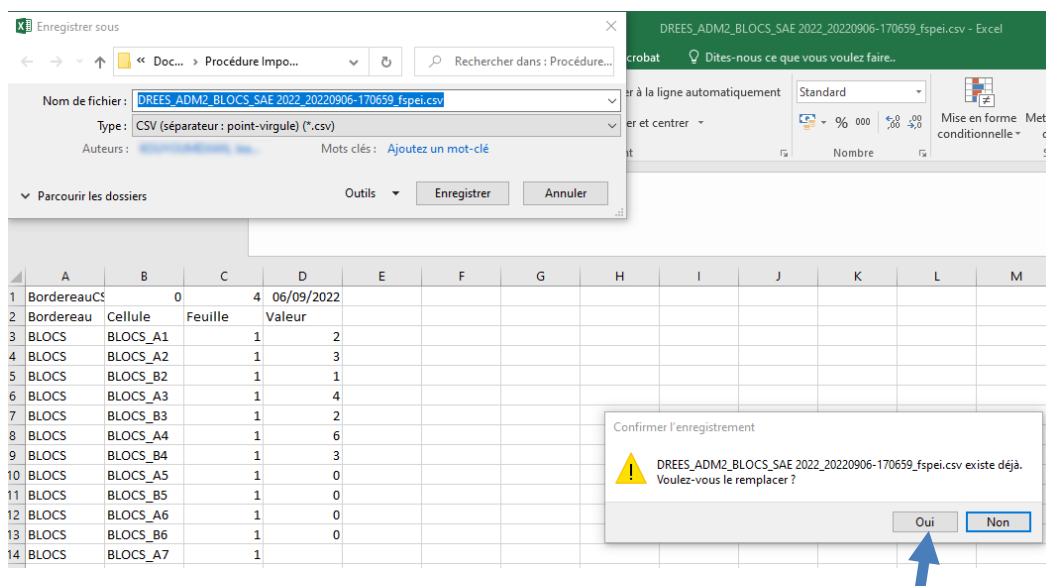 Enregistrer sous
« Doc... › Procédure Impo...
Rechercher dans : Procédure...
Nom de fichier : DREES_ADM2_BLOCS_SAE 2022_20220906-170659_fspei.csv
Type : CSV (séparateur : point-virgule) (*.csv)
Auteurs :
Mots clés : Ajoutez un mot-clé
Parcourir les dossiers
Outils
Enregistrer
Annuler
DREES_ADM2_BLOCS_SAE 2022_20220906-170659_fspei.csv - Excel
crobat
Dites-nous ce que vous voulez faire..
er à la ligne automatiquement
Standard
er et centrer
% 000 ,00 ,00
Mise en forme
conditionnelle
Met
Nombre
A B C D E F G H I J K L M
1 BordereauCS 0 4 06/09/2022
2 Bordereau Cellule Feuille Valeur
3 BLOCS BLOCS_A1 1 2
4 BLOCS BLOCS_A2 1 3
5 BLOCS BLOCS_B2 1 1
6 BLOCS BLOCS_A3 1 4
7 BLOCS BLOCS_B3 1 2
8 BLOCS BLOCS_A4 1 6
9 BLOCS BLOCS_B4 1 3
10 BLOCS BLOCS_A5 1 0
11 BLOCS BLOCS_B5 1 0
12 BLOCS BLOCS_A6 1 0
13 BLOCS BLOCS_B6 1 0
14 BLOCS BLOCS_A7 1
Confirmer l'enregistrement
DREES_ADM2_BLOCS_SAE 2022_20220906-170659_fspei.csv existe déjà.
Voulez-vous le remplacer ?
Oui
Non